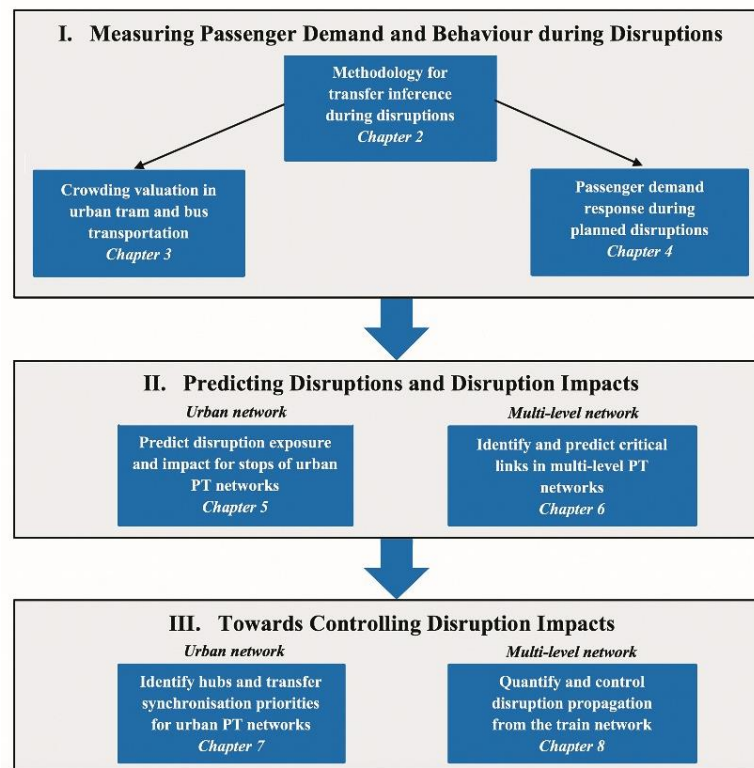 I. Measuring Passenger Demand and Behaviour during Disruptions
Methodology for
transfer inference
during disruptions
Chapter 2
Crowding valuation in
urban tram and bus
transportation
Chapter 3
Passenger demand
response during
planned disruptions
Chapter 4
II. Predicting Disruptions and Disruption Impacts
Urban network
Predict disruption exposure
and impact for stops of urban
PT networks
Chapter 5
Multi-level network
Identify and predict critical
links in multi-level PT
networks
Chapter 6
III. Towards Controlling Disruption Impacts
Urban network
Identify hubs and transfer
synchronisation priorities
for urban PT networks
Chapter 7
Multi-level network
Quantify and control
disruption propagation
from the train network
Chapter 8